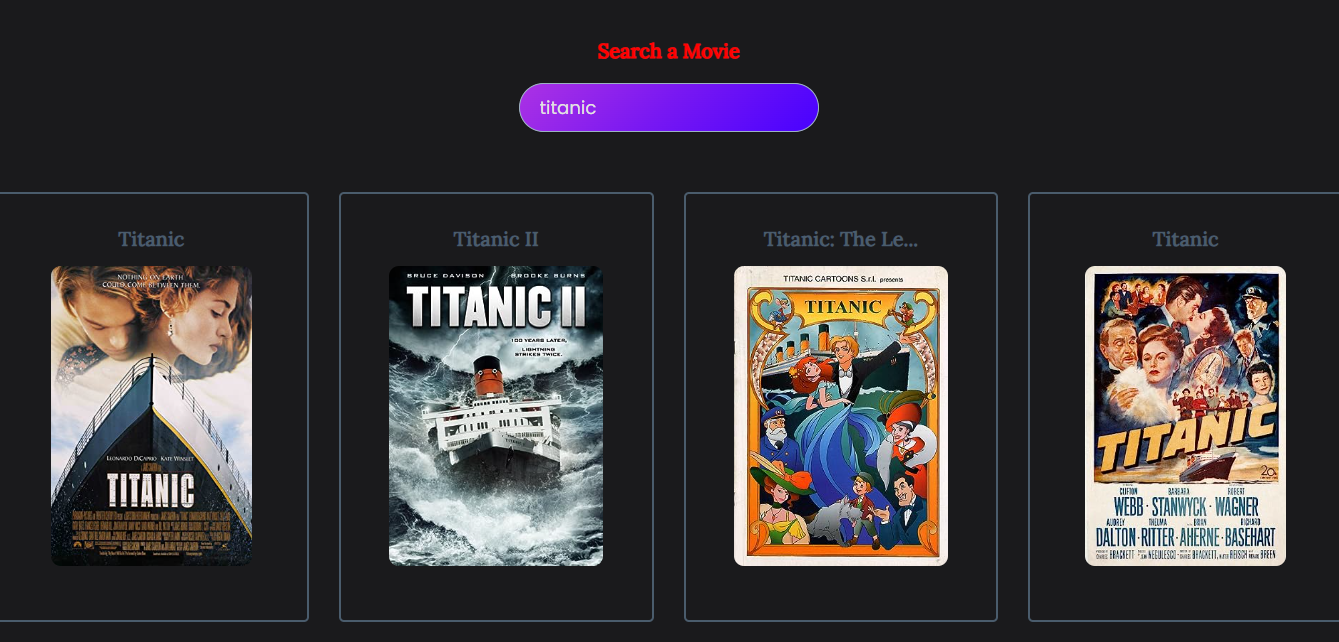 Search a Movie
titanic
Titanic
NOTHING ON EARTH
COULD COME BETWEEN THEM.
LEONARDO DiCAPRIO KATE WINSLET
TITANIC
Titanic II
BRUCE DAVISON BROOKE BURNS
TITANIC II
100 YEARS LATER,
LIGHTNING
STRIKES TWICE.
Titanic: The Le...
TITANIC CARTOONS S.r.l. presents
TITANIC
Titanic
TITANIC
20
CLIFTON BARBARA ROBERT
WEBB · STANWYCK · WAGNER
AUDREY THELMA BRIAN RICHARD
DALTON · RITTER · AHERNE · BASEHART